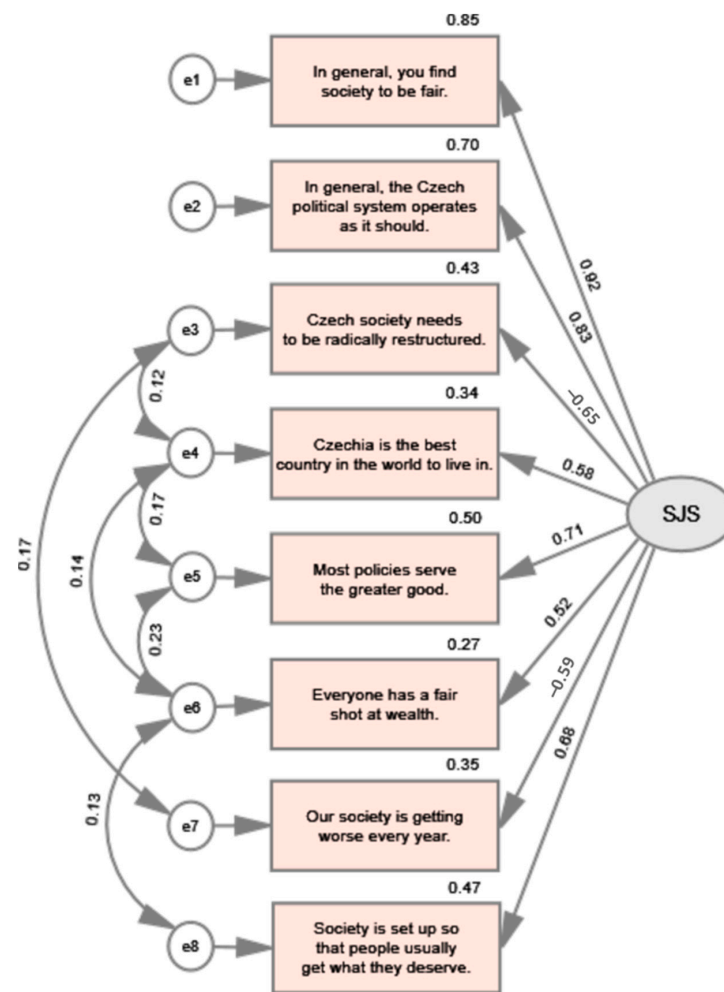 0.85
e1
In general, you find
society to be fair.
0.70
e2
In general, the Czech
political system operates
as it should.
0.43
e3
Czech society needs
to be radically restructured.
0.34
e4
Czechia is the best
country in the world to live in.
0.50
e5
Most policies serve
the greater good.
0.27
e6
Everyone has a fair
shot at wealth.
0.35
e7
Our society is getting
worse every year.
0.47
e8
Society is set up so
that people usually
get what they deserve.
0.12
0.17
0.17
0.14
0.23
0.13
0.92
0.83
–0.65
0.58
0.71
0.52
–0.59
0.68
SJS